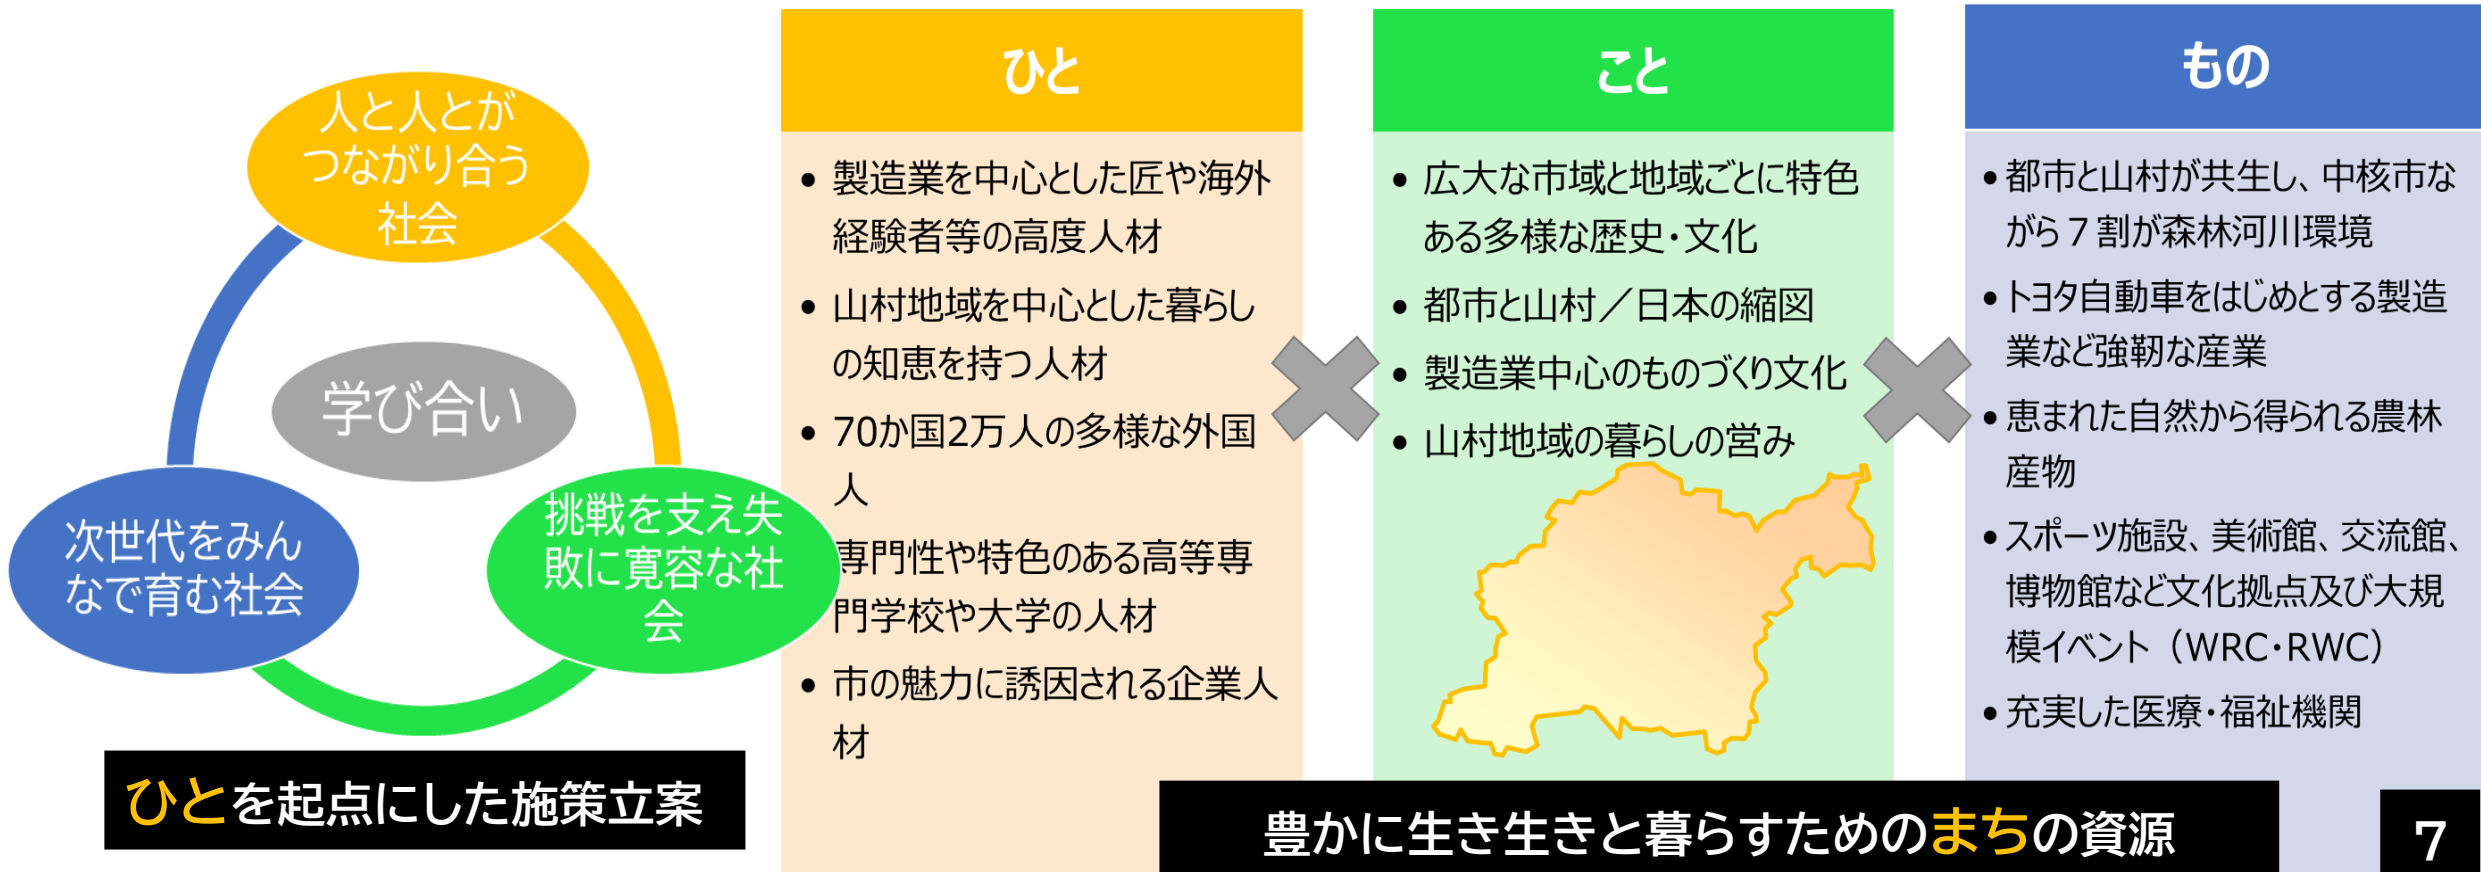 人と人とが
つながり合う
社会
学び合い
次世代をみん
なで育む社会
挑戦を支え失
敗に寛容な社
会
ひとを起点にした施策立案
ひと
• 製造業を中心とした匠や海外
経験者等の高度人材
• 山村地域を中心とした暮らし
の知恵を持つ人材
• 70か国2万人の多様な外国
人
専門性や特色のある高等専
門学校や大学の人材
• 市の魅力に誘因される企業人
材
こと
• 広大な市域と地域ごとに特色
ある多様な歴史・文化
• 都市と山村／日本の縮図
• 製造業中心のものづくり文化
• 山村地域の暮らしの営み
もの
• 都市と山村が共生し、中核市な
がら７割が森林河川環境
• トヨタ自動車をはじめとする製造
業など強靭な産業
• 恵まれた自然から得られる農林
産物
• スポーツ施設、美術館、交流館、
博物館など文化拠点及び大規
模イベント（WRC・RWC）
• 充実した医療・福祉機関
豊かに生き生きと暮らすためのまちの資源
7